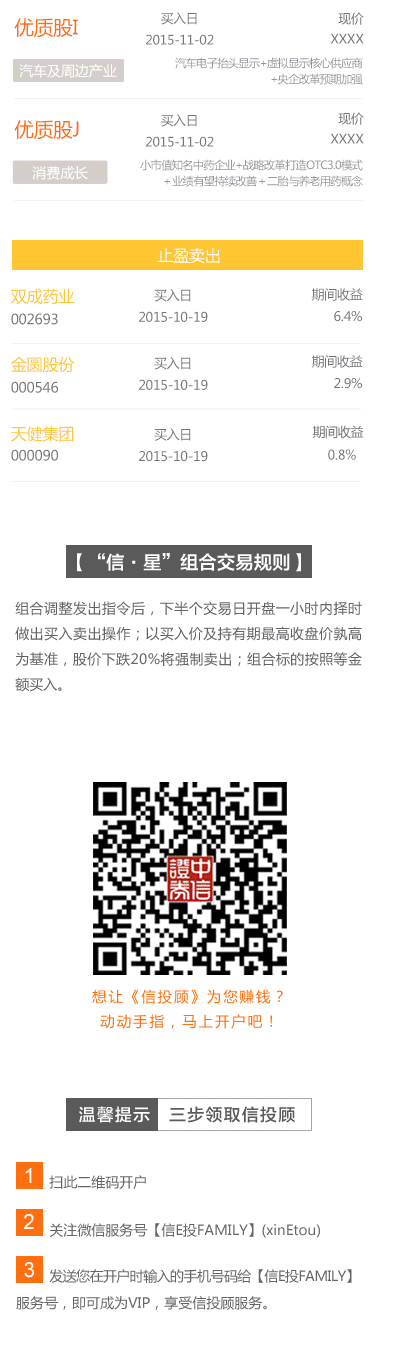 优质股I 买入日 现价
2015-11-02 XXXX
汽车及周边产业 汽车电子抬头显示+虚拟显示核心供应商
+央企改革预期加强
优质股J 买入日 现价
2015-11-02 XXXX
消费成长 小市值知名中药企业+战略改革打造OTC3.0模式
+业绩有望持续改善+二胎与养老用药概念
止盈卖出
双成药业 买入日 期间收益
002693 2015-10-19 6.4%
金圆股份 买入日 期间收益
000546 2015-10-19 2.9%
天健集团 买入日 期间收益
000090 2015-10-19 0.8%
【“信·星”组合交易规则】
组合调整发出指令后，下半个交易日开盘一小时内择时
做出买入卖出操作；以买入价及持有期最高收盘价孰高
为基准，股价下跌20%将强制卖出；组合标的按照等金
额买入。
中信
證券
想让《信投顾》为您赚钱？
动动手指，马上开户吧！
温馨提示 三步领取信投顾
1 扫此二维码开户
2 关注微信服务号【信E投FAMILY】(xinEtou)
3 发送您在开户时输入的手机号码给【信E投FAMILY】
服务号，即可成为VIP，享受信投顾服务。